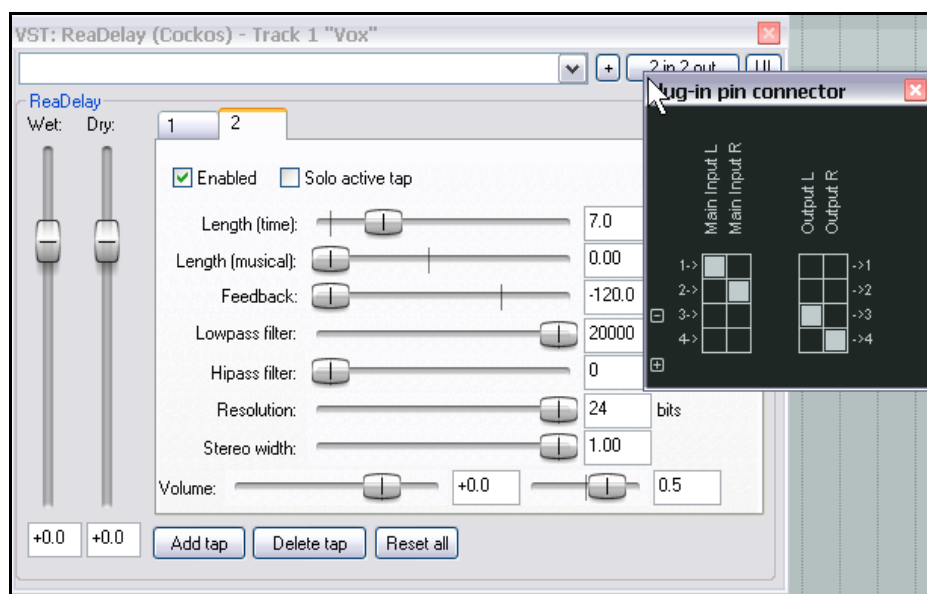 VST: ReaDelay (Cockos) - Track 1 "Vox"
+ 2 in 2 out UI
ReaDelay
Wet: Dry:
1 2
Enabled Solo active tap
Length (time): 7.0
Length (musical): 0.00
Feedback: -120.0
Lowpass filter: 20000
Hipass filter: 0
Resolution: 24 bits
Stereo width: 1.00
Volume: +0.0 0.5
+0.0 +0.0
Add tap Delete tap Reset all
Plug-in pin connector
Main Input L
Main Input R
Output L
Output R
1-> ->1
2-> ->2
3-> ->3
4-> ->4